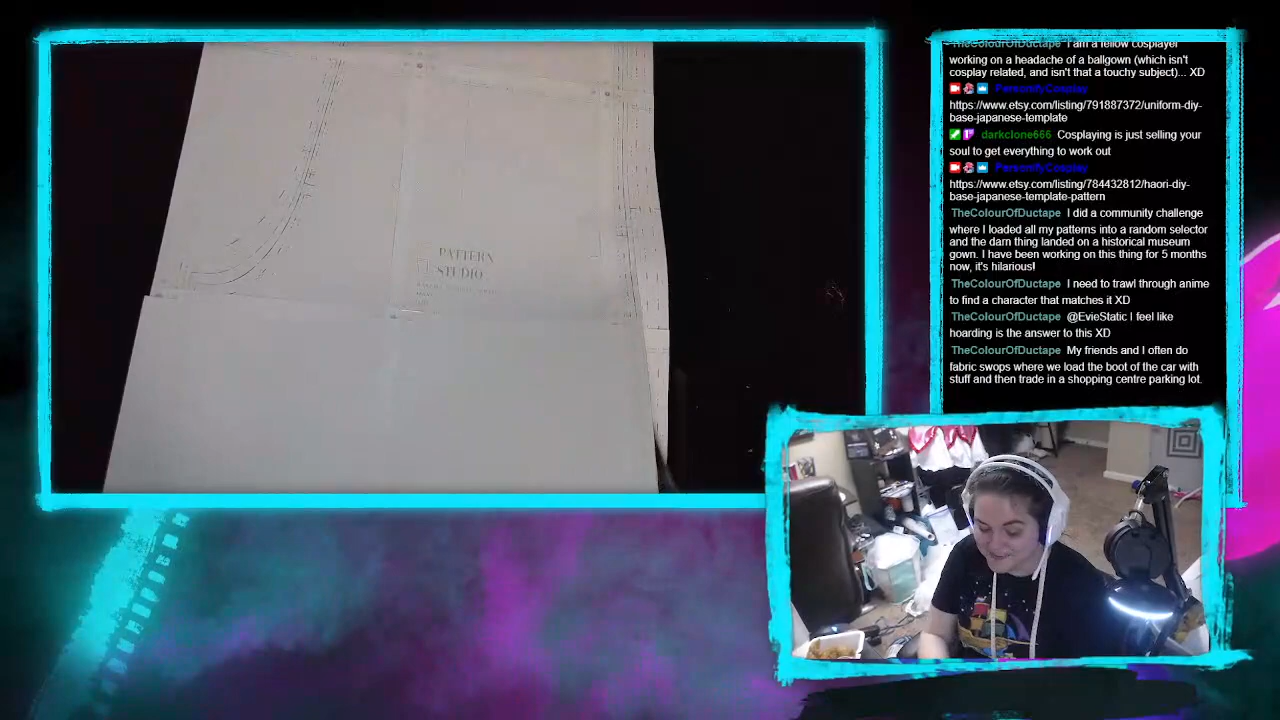 PATTERN
STUDIO
TheColourOfDuctape I am a fellow cosplayer
working on a headache of a ballgown (which isn't
cosplay related, and isn't that a touchy subject)... XD
PersonifyCosplay
https://www.etsy.com/listing/791887372/uniform-diy-
base-japanese-template
darkclone666 Cosplaying is just selling your
soul to get everything to work out
PersonifyCosplay
https://www.etsy.com/listing/784432812/haori-diy-
base-japanese-template-pattern
TheColourOfDuctape I did a community challenge
where I loaded all my patterns into a random selector
and the darn thing landed on a historical museum
gown. I have been working on this thing for 5 months
now, it's hilarious!
TheColourOfDuctape I need to trawl through anime
to find a character that matches it XD
TheColourOfDuctape @EvieStatic I feel like
hoarding is the answer to this XD
TheColourOfDuctape My friends and I often do
fabric swops where we load the boot of the car with
stuff and then trade in a shopping centre parking lot.